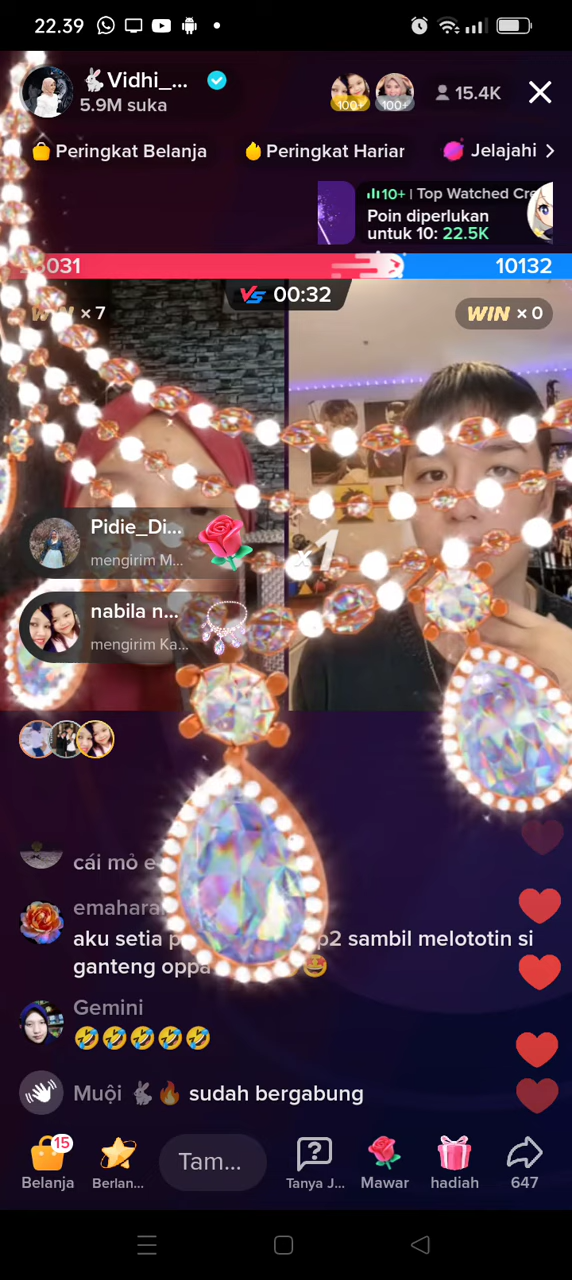 22.39
Vidhi_...
5.9M suka
100+
100+
15.4K
Peringkat Belanja
Peringkat Harian
Jelajahi
10+ | Top Watched Cre
Poin diperlukan
untuk 10: 22.5K
031
10132
VS 00:32
× 7
WIN × 0
Pidie_Di...
mengirim M...
x1
nabila n...
mengirim Ka...
cái mỏ e
emahara
aku setia p p2 sambil melototin si
ganteng oppa
Gemini
Muội sudah bergabung
15
Tam...
Belanja
Berlan...
Tanya J...
Mawar
hadiah
647